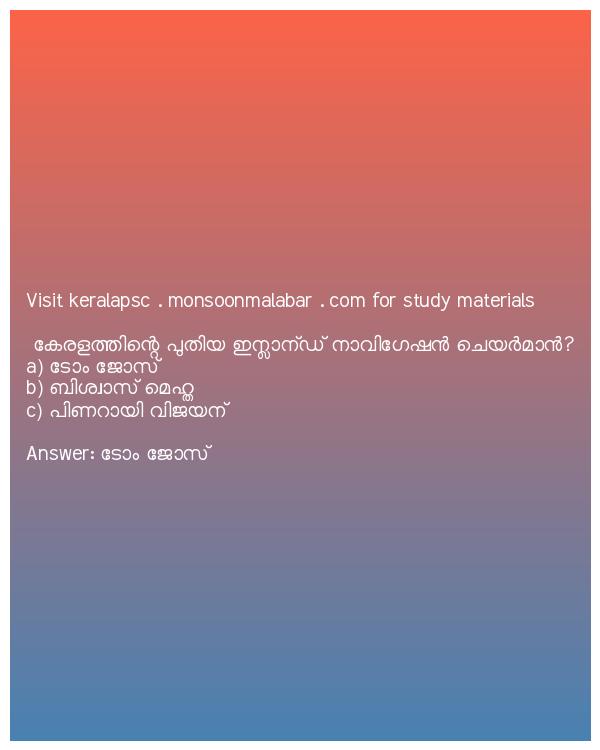 Visit keralapsc . monsoonmalabar . com for study materials
കേരളത്തിന്റെ പുതിയ ഇന്ലാന്ഡ് നാവിഗേഷൻ ചെയർമാൻ?
a) ടോം ജോസ്
b) ബിശ്വാസ് മെഹ്ത
c) പിണറായി വിജയന്
Answer: ടോം ജോസ്